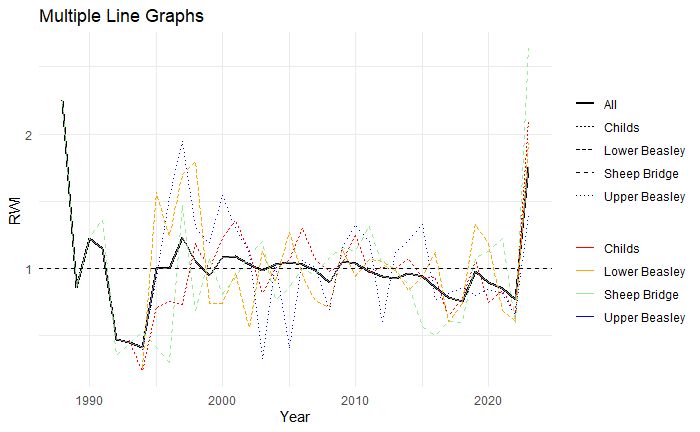 Multiple Line Graphs
RWI
2
1
1990
2000
2010
2020
Year
All
Childs
Lower Beasley
Sheep Bridge
Upper Beasley
Childs
Lower Beasley
Sheep Bridge
Upper Beasley